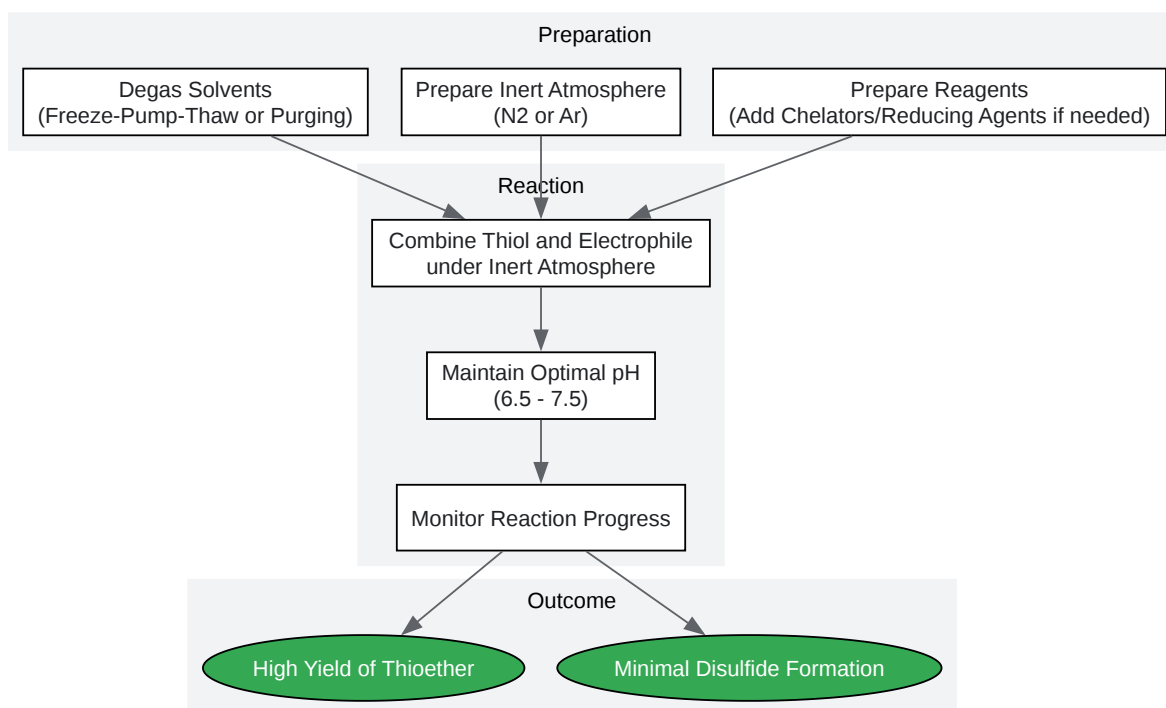 Preparation
Degas Solvents
(Freeze-Pump-Thaw or Purging)
Prepare Inert Atmosphere
(N2 or Ar)
Prepare Reagents
(Add Chelators/Reducing Agents if needed)
Reaction
Combine Thiol and Electrophile
under Inert Atmosphere
Maintain Optimal pH
(6.5 - 7.5)
Monitor Reaction Progress
Outcome
High Yield of Thioether
Minimal Disulfide Formation